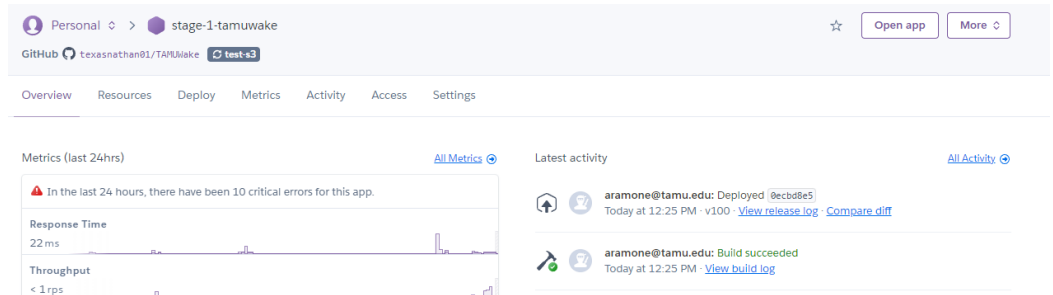 Personal > stage-1-tamuwake
Open app
More
GitHub texasnathan01/TAMUWake test-s3
Overview Resources Deploy Metrics Activity Access Settings
Metrics (last 24hrs)
All Metrics
In the last 24 hours, there have been 10 critical errors for this app.
Response Time
22 ms
Throughput
< 1 rps
Latest activity
All Activity
aramone@tamu.edu: Deployed 0ecbd8e5
Today at 12:25 PM · v100 · View release log · Compare diff
aramone@tamu.edu: Build succeeded
Today at 12:25 PM · View build log